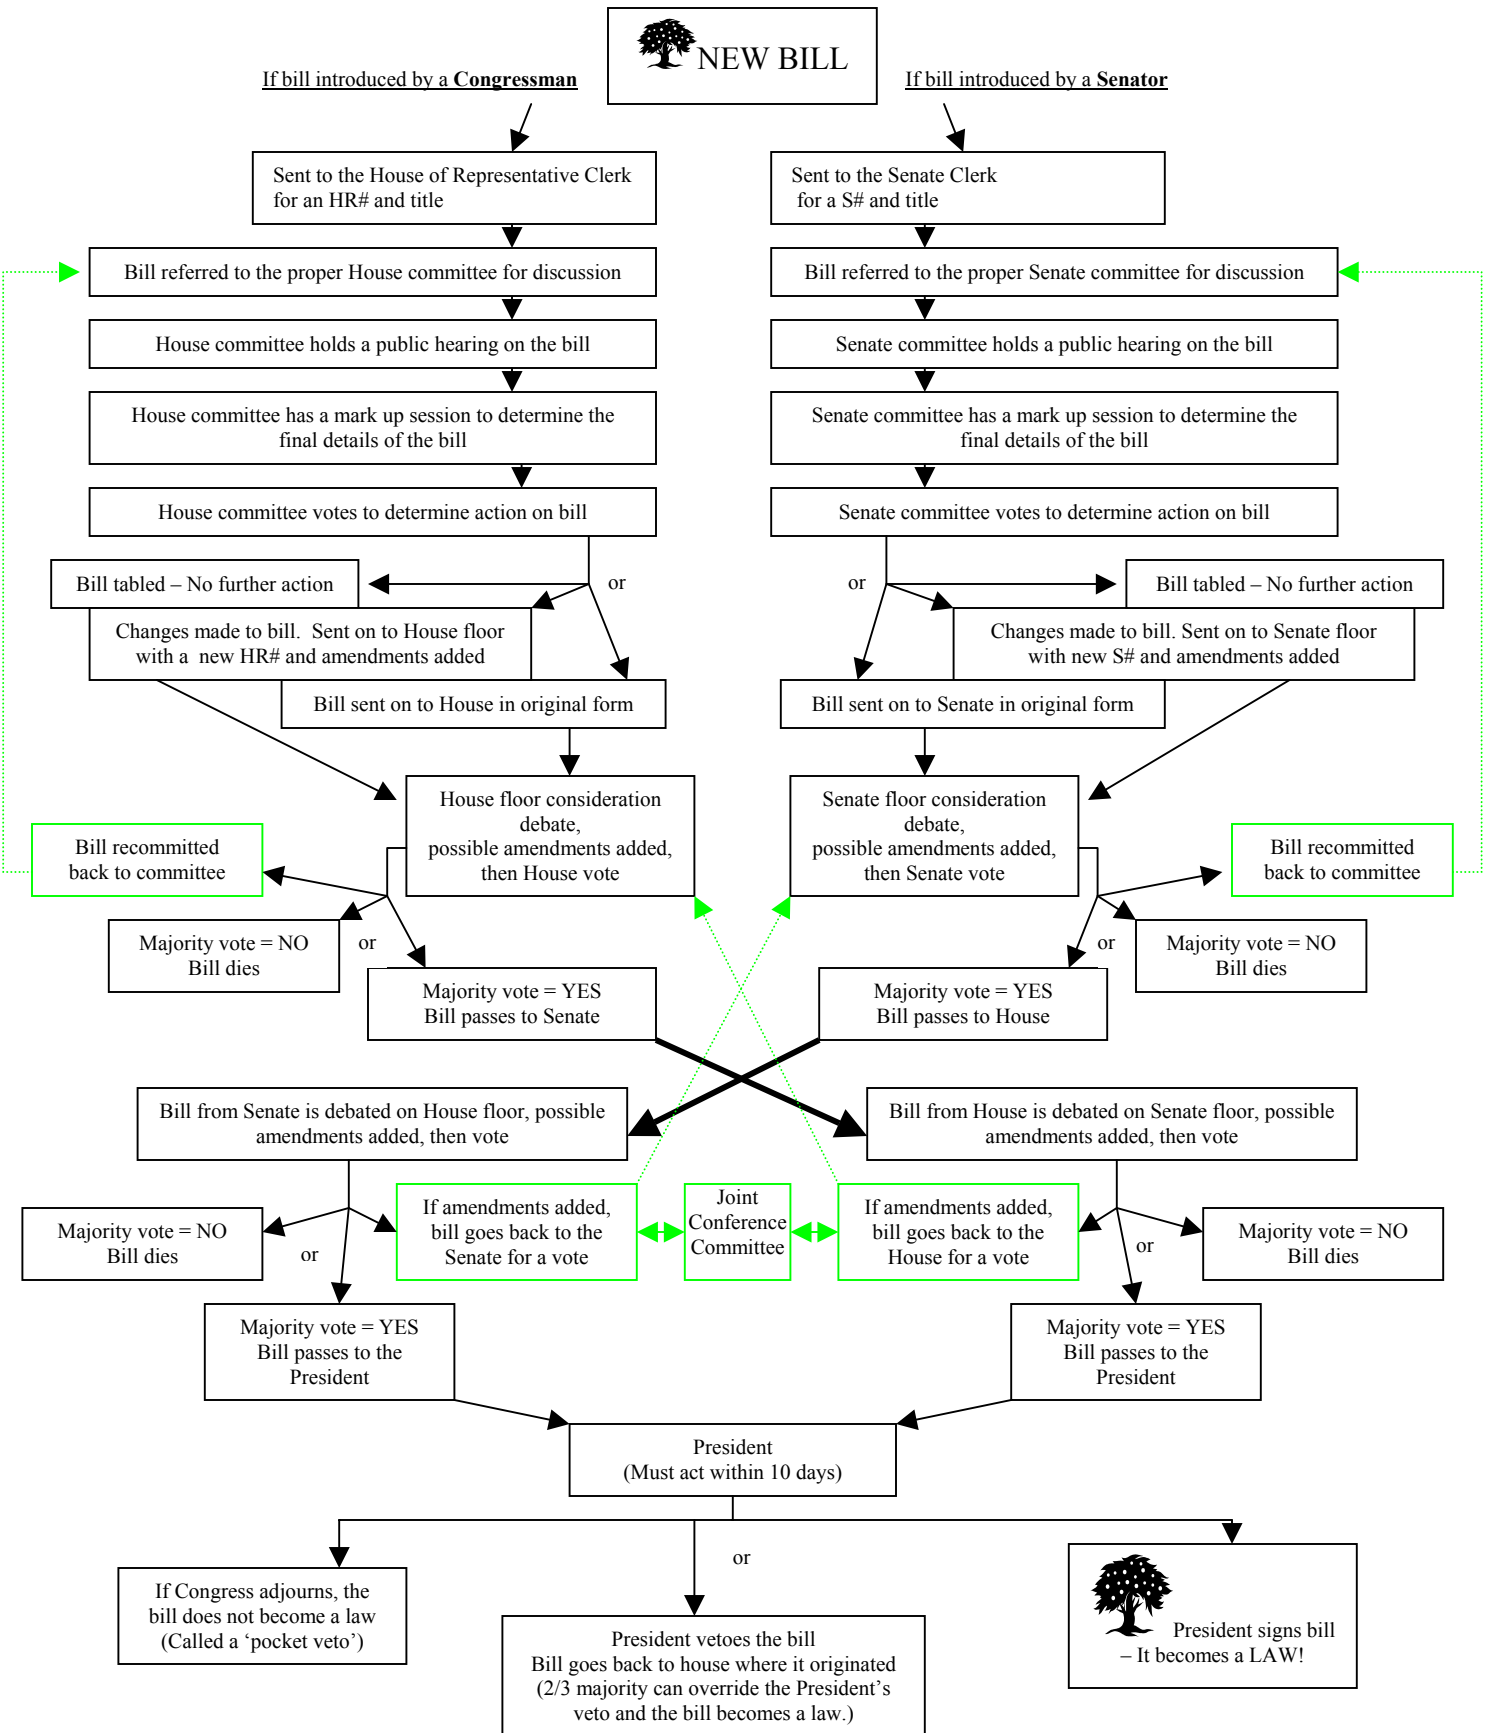 NEW BILL
If bill introduced by a Congressman
If bill introduced by a Senator
Sent to the House of Representative Clerk
for an HR# and title
Sent to the Senate Clerk
for a S# and title
Bill referred to the proper House committee for discussion
Bill referred to the proper Senate committee for discussion
House committee holds a public hearing on the bill
Senate committee holds a public hearing on the bill
House committee has a mark up session to determine the
final details of the bill
Senate committee has a mark up session to determine the
final details of the bill
House committee votes to determine action on bill
Senate committee votes to determine action on bill
Bill tabled – No further action
or
or
Bill tabled – No further action
Changes made to bill. Sent on to House floor
with a new HR# and amendments added
Changes made to bill. Sent on to Senate floor
with new S# and amendments added
Bill sent on to House in original form
Bill sent on to Senate in original form
House floor consideration
debate,
possible amendments added,
then House vote
Senate floor consideration
debate,
possible amendments added,
then Senate vote
Bill recommitted
back to committee
Bill recommitted
back to committee
Majority vote = NO
Bill dies
or
or
Majority vote = NO
Bill dies
Majority vote = YES
Bill passes to Senate
Majority vote = YES
Bill passes to House
Bill from Senate is debated on House floor, possible
amendments added, then vote
Bill from House is debated on Senate floor, possible
amendments added, then vote
Majority vote = NO
Bill dies
or
If amendments added,
bill goes back to the
Senate for a vote
Joint
Conference
Committee
If amendments added,
bill goes back to the
House for a vote
or
Majority vote = NO
Bill dies
Majority vote = YES
Bill passes to the
President
Majority vote = YES
Bill passes to the
President
President
(Must act within 10 days)
or
If Congress adjourns, the
bill does not become a law
(Called a ‘pocket veto’)
President vetoes the bill
Bill goes back to house where it originated
(2/3 majority can override the President’s
veto and the bill becomes a law.)
President signs bill
– It becomes a LAW!